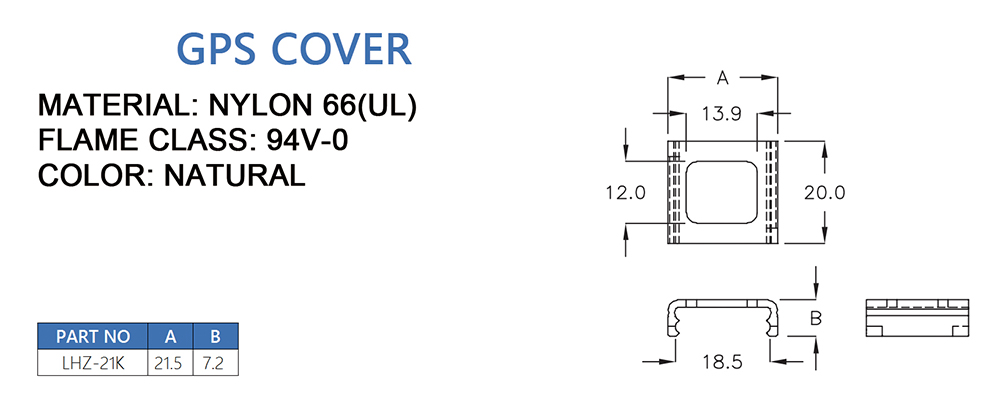 GPS COVER
MATERIAL: NYLON 66(UL)
FLAME CLASS: 94V-0
COLOR: NATURAL
A
13.9
12.0
20.0
B
18.5
PART NO A B
LHZ-21K 21.5 7.2